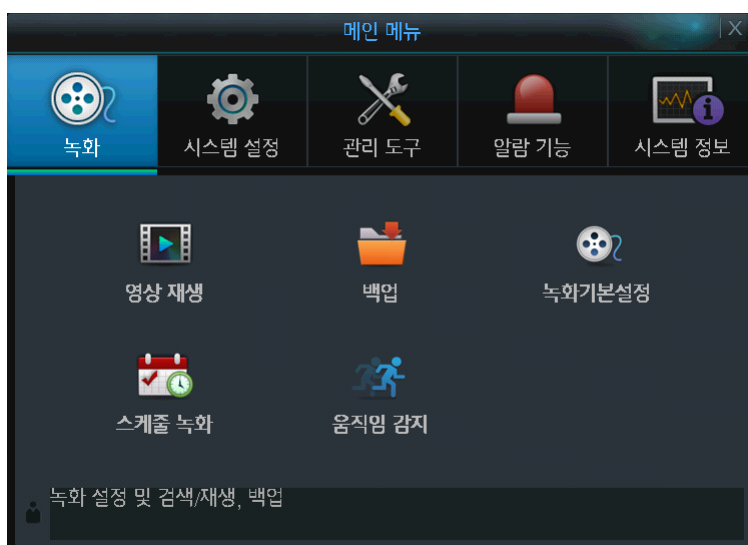 메인 메뉴
X
녹화
시스템 설정
관리 도구
알람 기능
시스템 정보
영상 재생
백업
녹화기본설정
스케줄 녹화
움직임 감지
녹화 설정 및 검색/재생, 백업